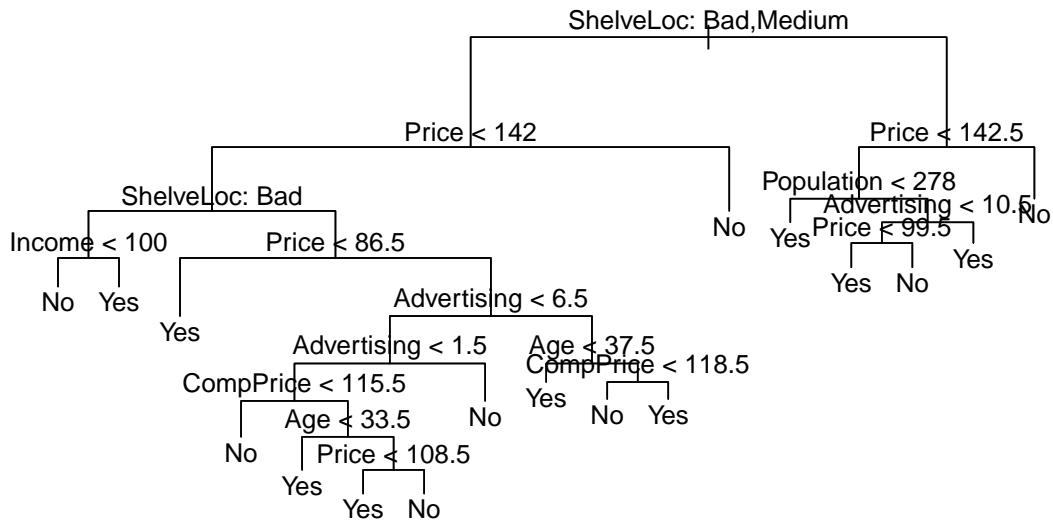 ShelveLoc: Bad,Medium
Price < 142
Price < 142.5
Population < 278
ShelveLoc: Bad
Advertising < 10.5
No
No
Yes
Price < 99.5
Income < 100
Price < 86.5
Yes
Yes
No
No
Yes
Advertising < 6.5
Yes
Advertising < 1.5
Age < 37.5
CompPrice < 118.5
CompPrice < 115.5
Yes
No
Yes
Age < 33.5
No
No
Price < 108.5
Yes
Yes
No